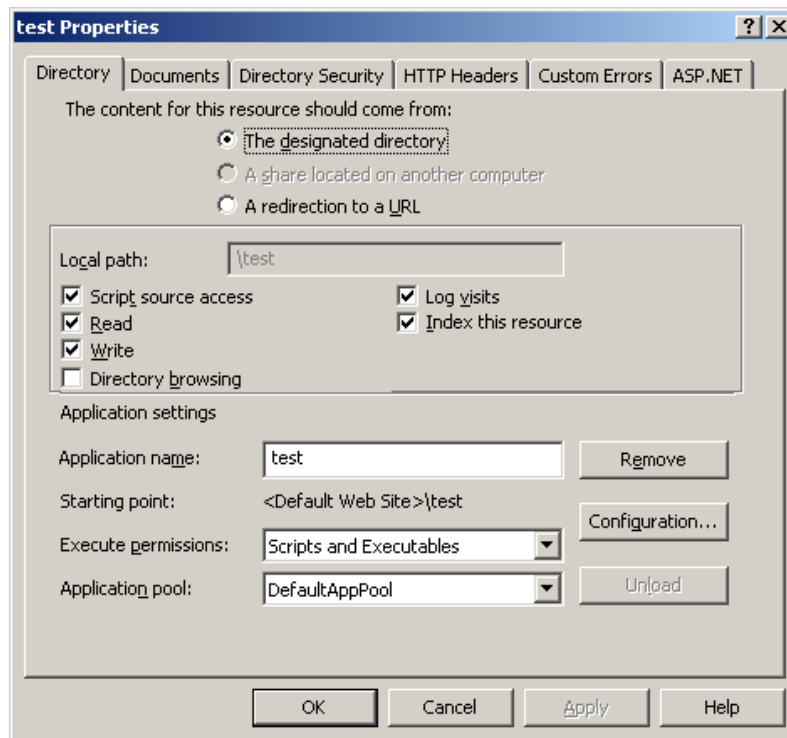 test Properties
Directory Documents Directory Security HTTP Headers Custom Errors ASP.NET
The content for this resource should come from:
The designated directory
A share located on another computer
A redirection to a URL
Local path: \test
Script source access Log visits
Read Index this resource
Write
Directory browsing
Application settings
Application name: test Remove
Starting point: <Default Web Site>\test
Configuration...
Execute permissions: Scripts and Executables
Application pool: DefaultAppPool Unload
OK Cancel Apply Help